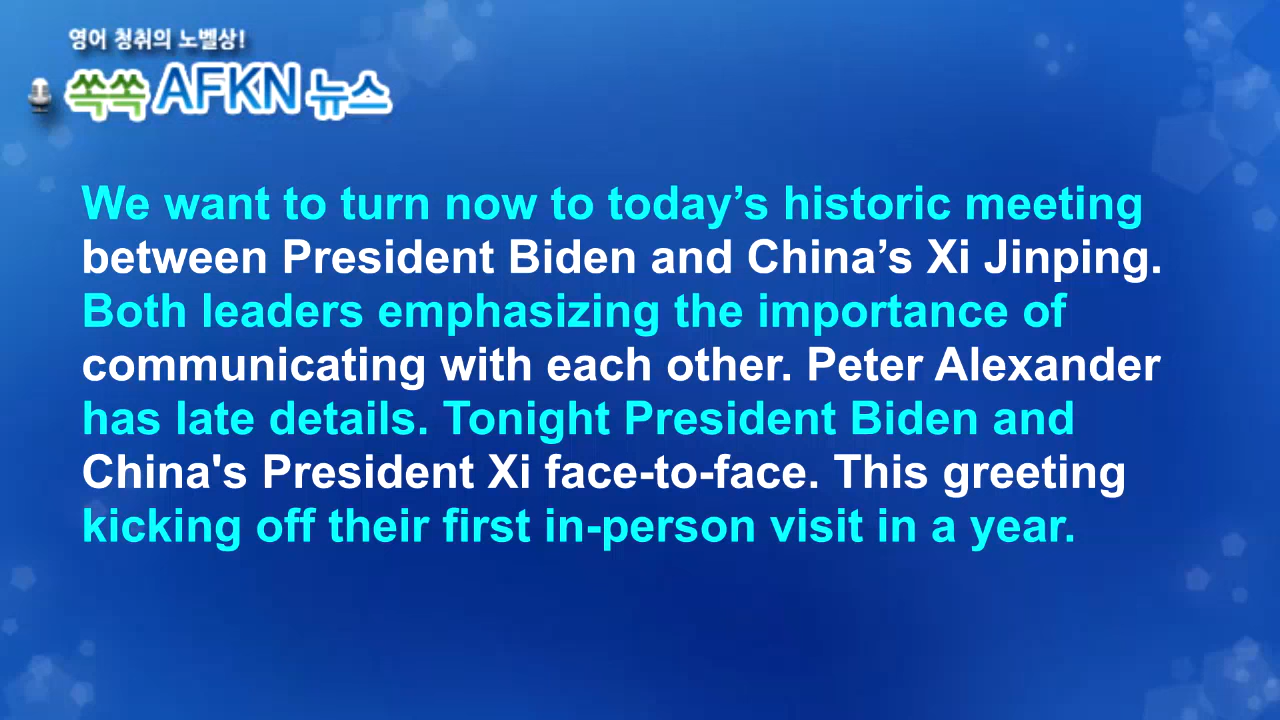 영어 청취의 노벨상!
쏙쏙 AFKN 뉴스
We want to turn now to today’s historic meeting
between President Biden and China’s Xi Jinping.
Both leaders emphasizing the importance of
communicating with each other. Peter Alexander
has late details. Tonight President Biden and
China's President Xi face-to-face. This greeting
kicking off their first in-person visit in a year.